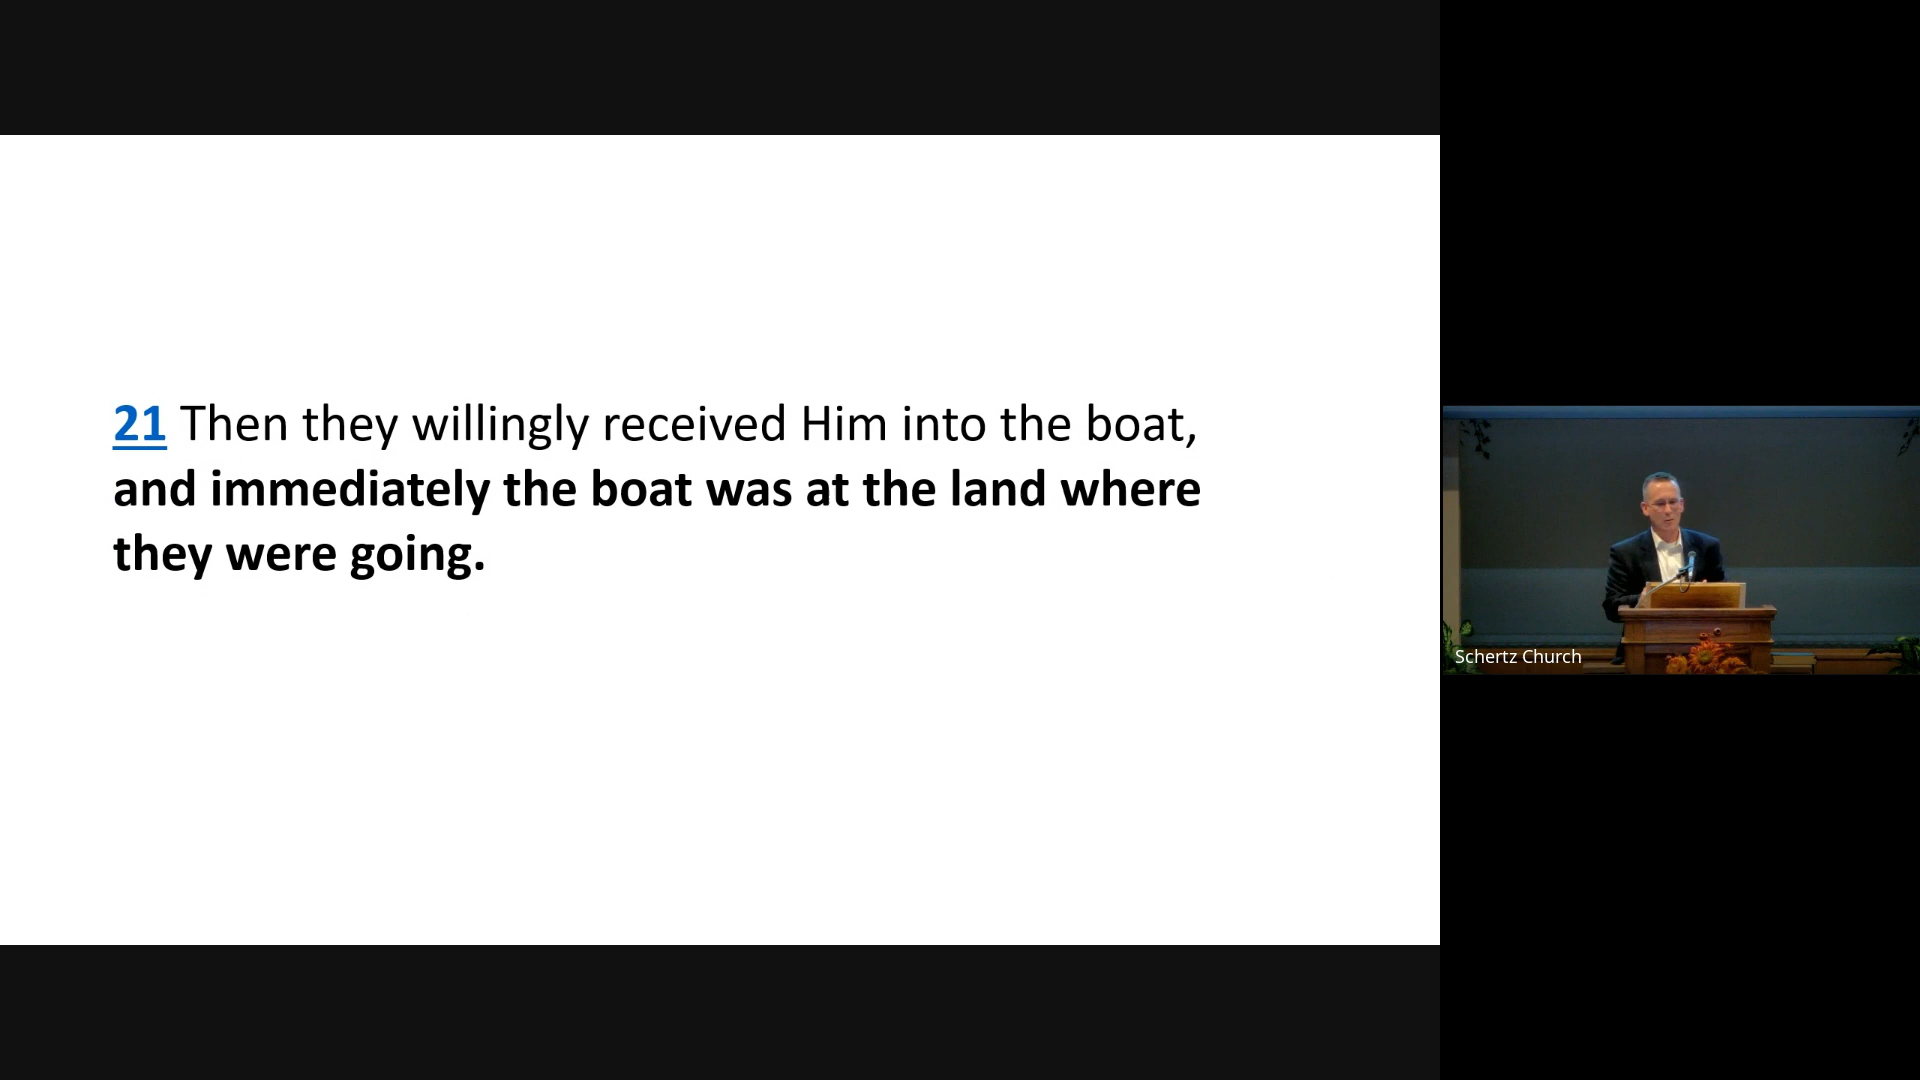 21 Then they willingly received Him into the boat,
and immediately the boat was at the land where
they were going.
Schertz Church